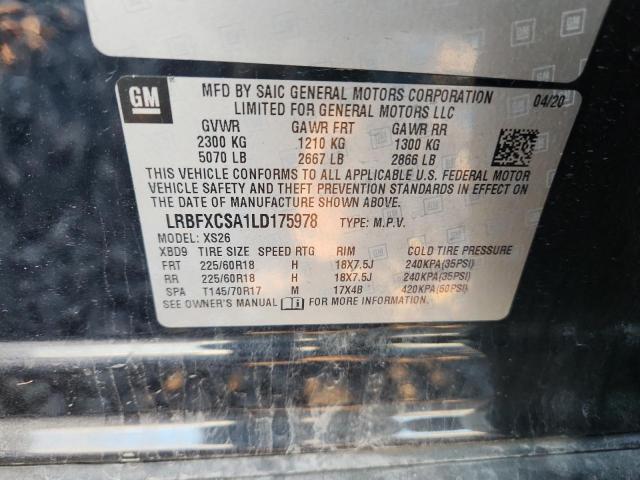 GM
MFD BY SAIC GENERAL MOTORS CORPORATION
LIMITED FOR GENERAL MOTORS LLC
04/20
GVWR GAWR FRT GAWR RR
2300 KG 1210 KG 1300 KG
5070 LB 2667 LB 2866 LB
THIS VEHICLE CONFORMS TO ALL APPLICABLE U.S. FEDERAL MOTOR
VEHICLE SAFETY AND THEFT PREVENTION STANDARDS IN EFFECT ON
THE DATE OF MANUFACTURE SHOWN ABOVE.
LRBFXCSA1LD175978 TYPE: M.P.V.
MODEL: XS26
XBD9 TIRE SIZE SPEED RTG RIM COLD TIRE PRESSURE
FRT 225/60R18 H 18X7.5J 240KPA(35PSI)
RR 225/60R18 H 18X7.5J 240KPA(35PSI)
SPA T145/70R17 M 17X4B 420KPA(60PSI)
SEE OWNER'S MANUAL FOR MORE INFORMATION.